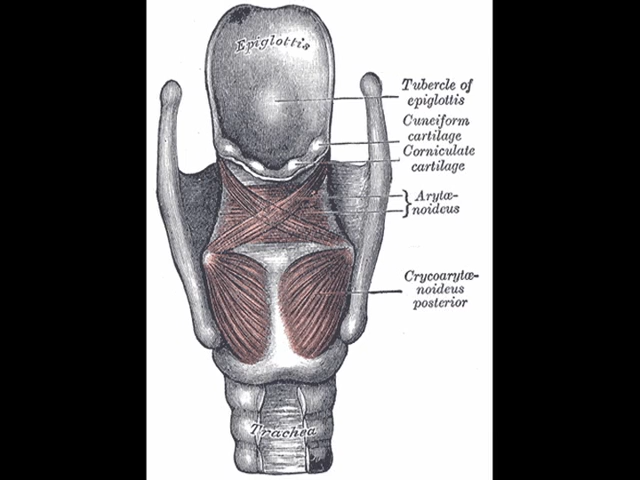 Epiglottis
Tubercle of
epiglottis
Cuneiform
cartilage
Corniculate
cartilage
Arytæ-
noideus
Crycoarytæ-
noideus
posterior
Trachea